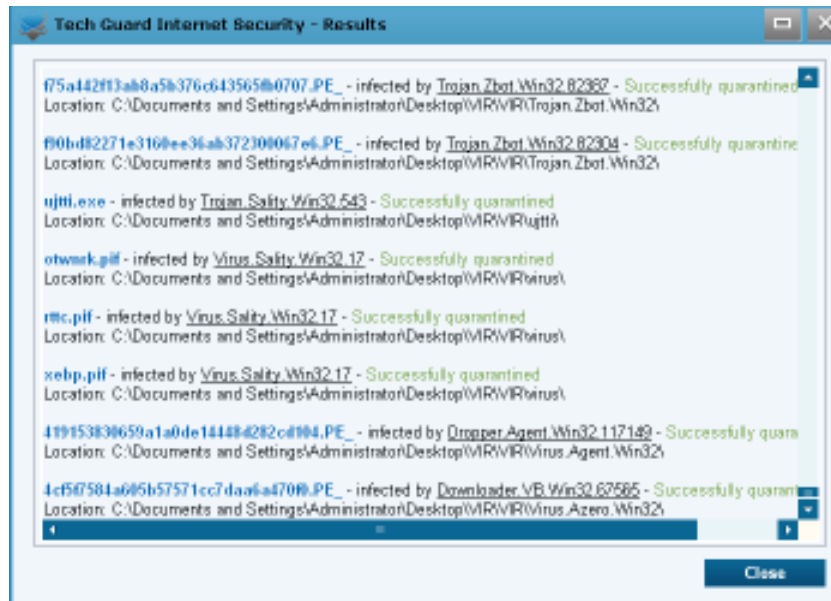 Tech Guard Internet Security - Results
f75a442f13ab8a5b376c643565fb0707.PE_ - infected by Trojan.Zbot.Win32.82387 - Successfully quarantined
Location: C:\Documents and Settings\Administrator\Desktop\VIR\VIR\Trojan.Zbot.Win32\
f90bd82271e3160ee36ab372300067e6.PE_ - infected by Trojan.Zbot.Win32.82304 - Successfully quarantine
Location: C:\Documents and Settings\Administrator\Desktop\VIR\VIR\Trojan.Zbot.Win32\
ujtti.exe - infected by Trojan.Sality.Win32.543 - Successfully quarantined
Location: C:\Documents and Settings\Administrator\Desktop\VIR\VIR\ujtti\
otwnrk.pif - infected by Virus.Sality.Win32.17 - Successfully quarantined
Location: C:\Documents and Settings\Administrator\Desktop\VIR\VIR\virus\
rttc.pif - infected by Virus.Sality.Win32.17 - Successfully quarantined
Location: C:\Documents and Settings\Administrator\Desktop\VIR\VIR\virus\
xebp.pif - infected by Virus.Sality.Win32.17 - Successfully quarantined
Location: C:\Documents and Settings\Administrator\Desktop\VIR\VIR\virus\
419153830659a1a0de14448d282cd104.PE_ - infected by Dropper.Agent.Win32.117149 - Successfully quara
Location: C:\Documents and Settings\Administrator\Desktop\VIR\VIR\Virus.Agent.Win32\
4cf5f7584a605b57571cc7daa6a470f0.PE_ - infected by Downloader.VB.Win32.67565 - Successfully quarant
Location: C:\Documents and Settings\Administrator\Desktop\VIR\VIR\Virus.Azero.Win32\
Close